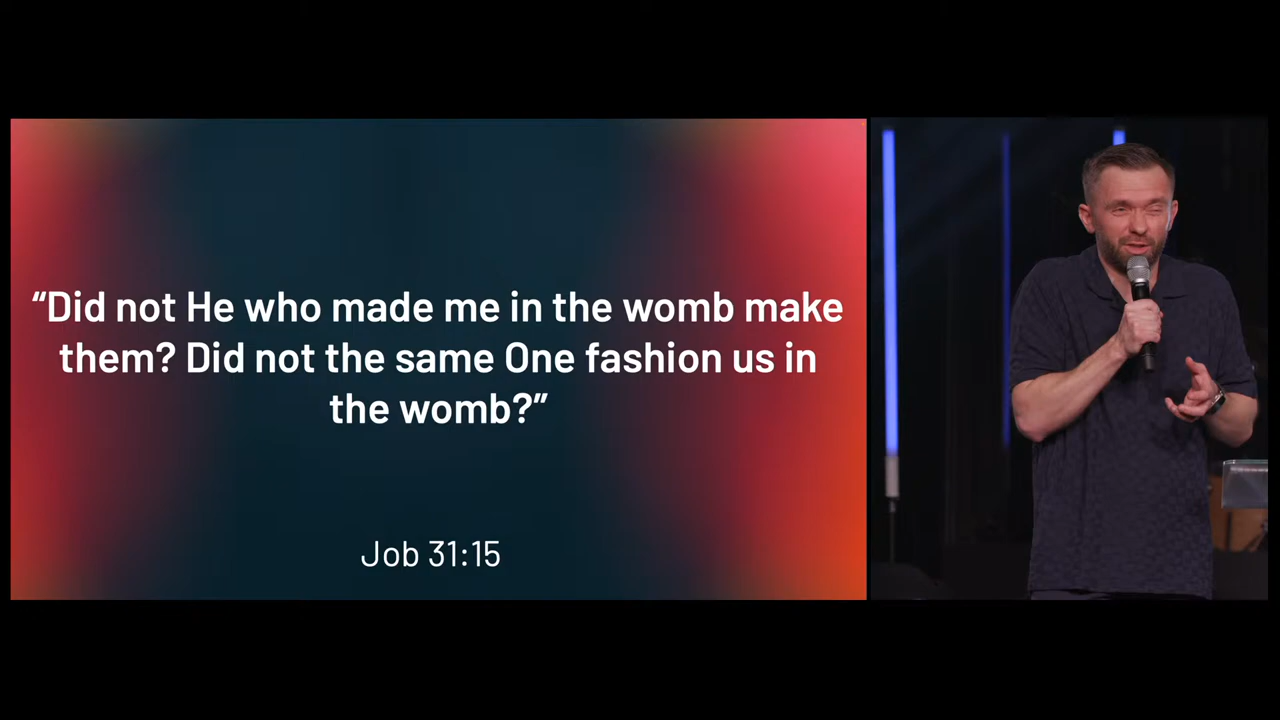 “Did not He who made me in the womb make
them? Did not the same One fashion us in
the womb?”
Job 31:15